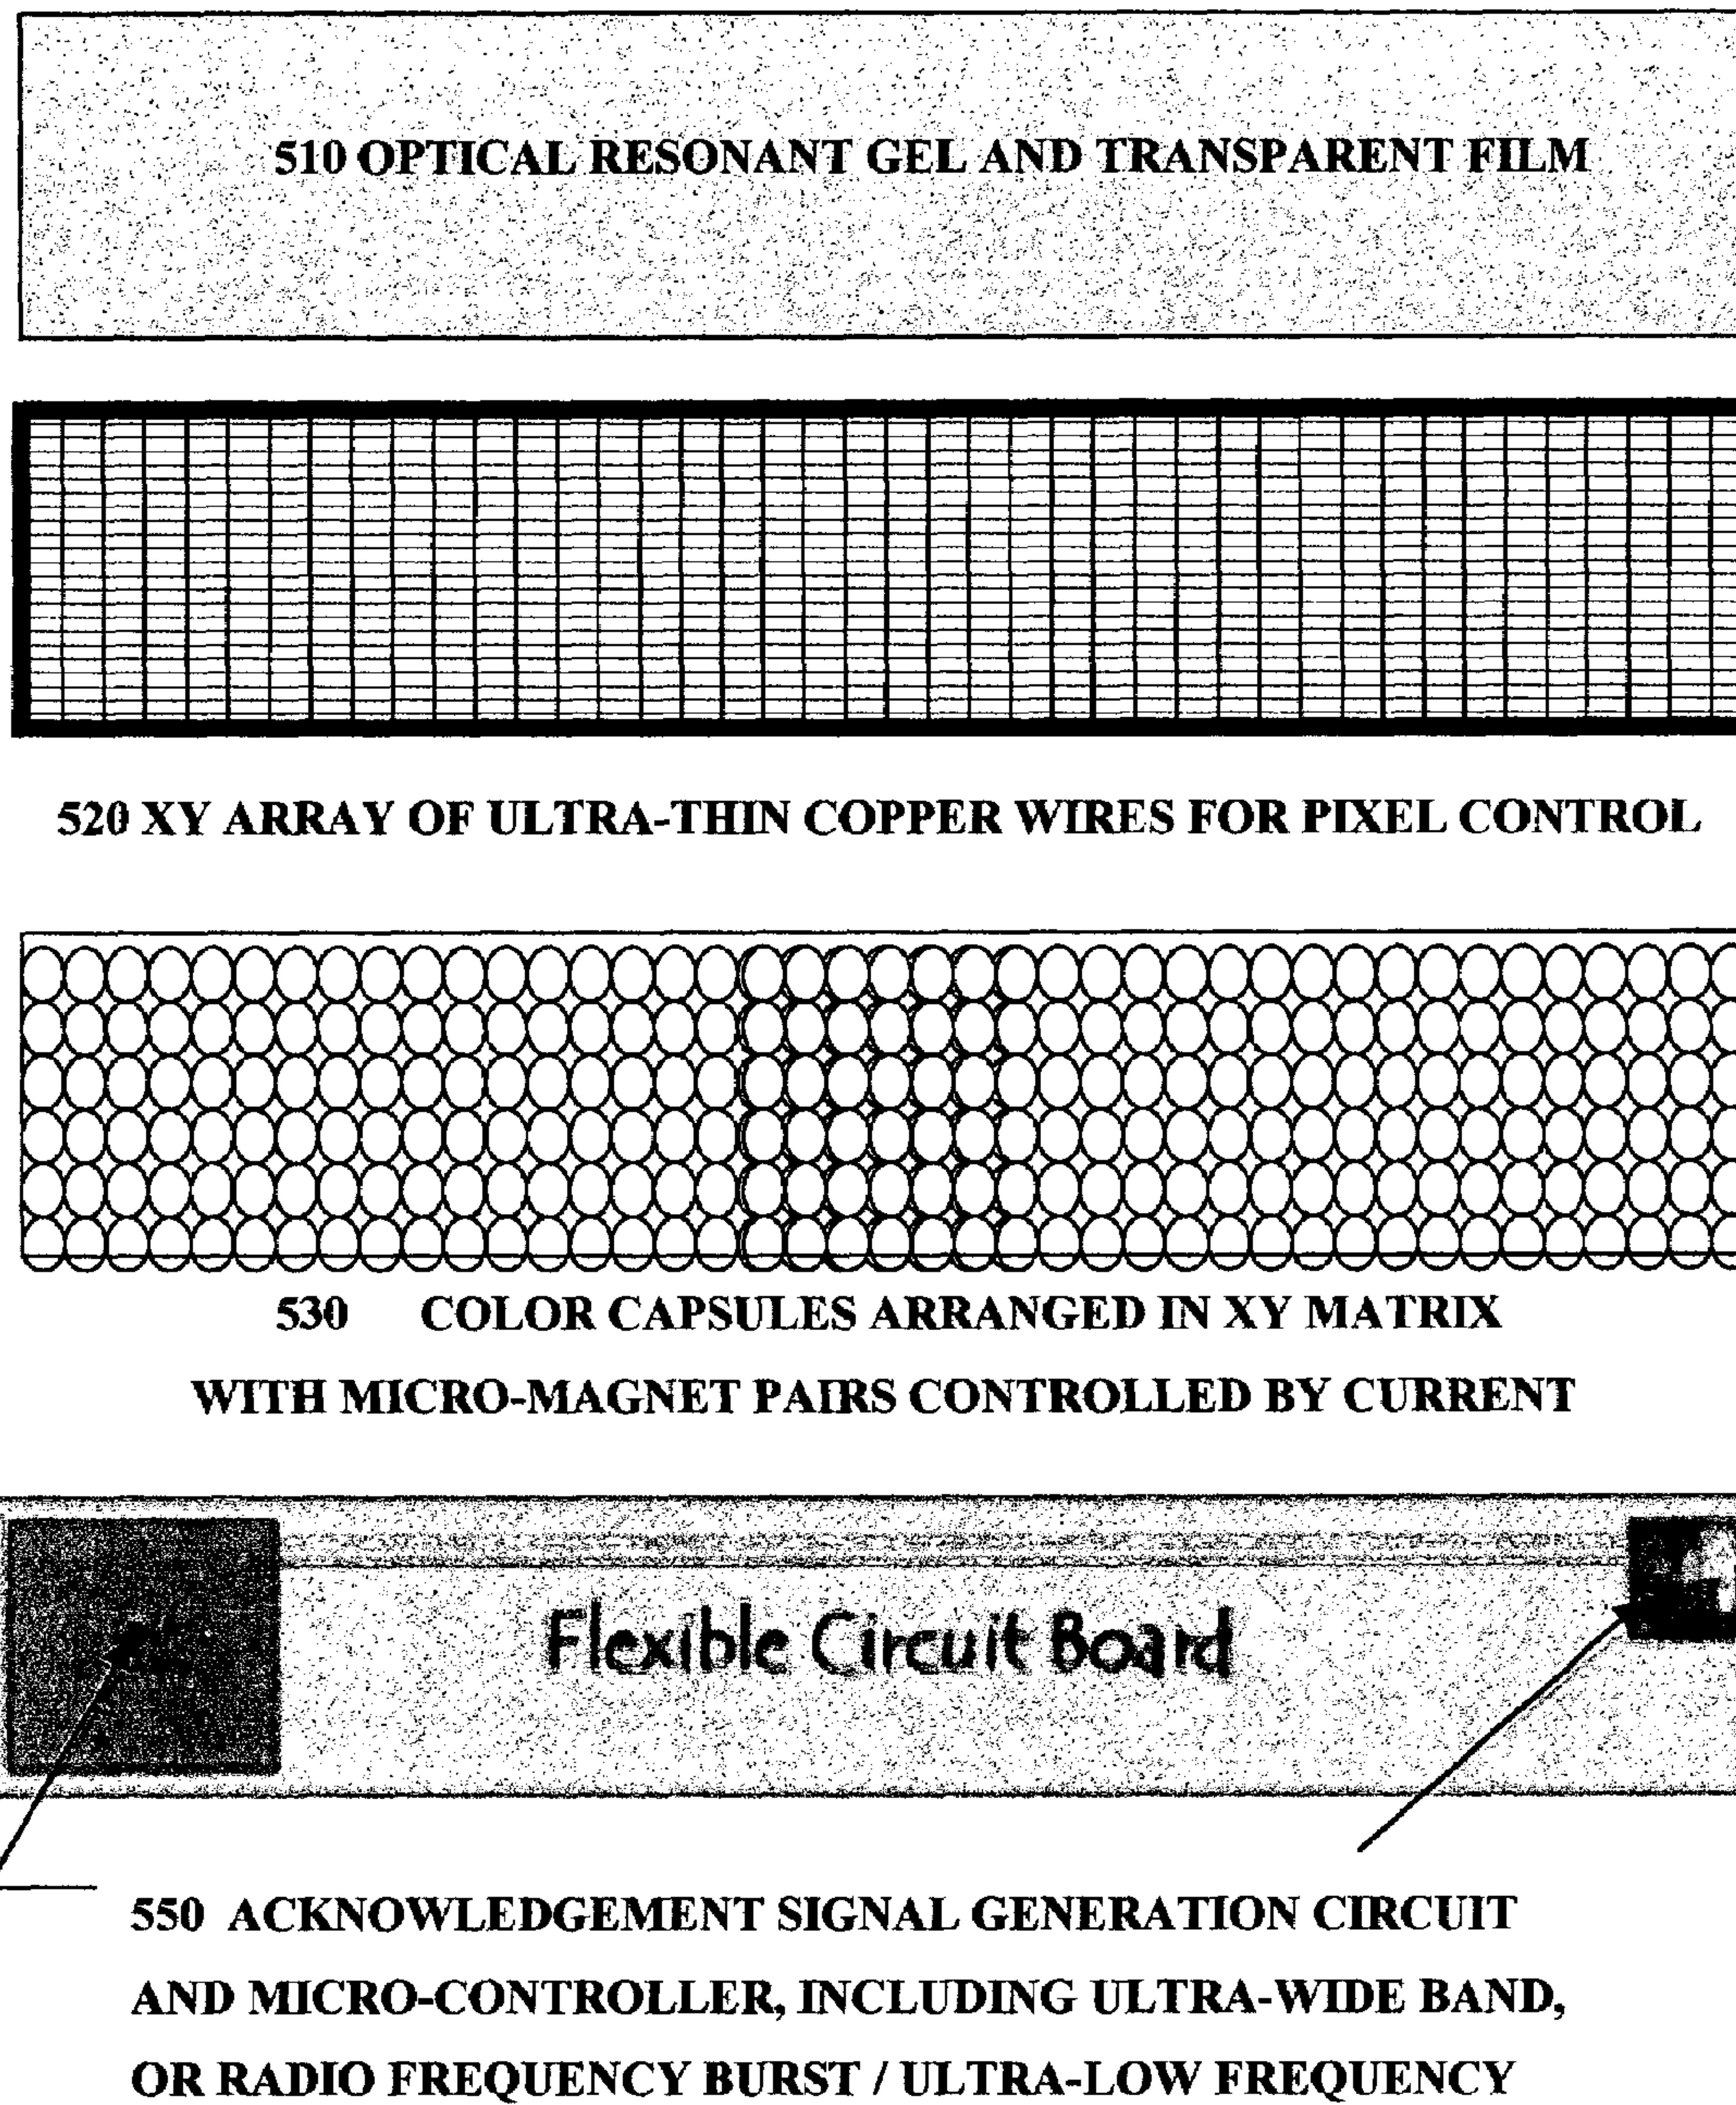 510 OPTICAL RESONANT GEL AND TRANSPARENT FILM
520 XY ARRAY OF ULTRA-THIN COPPER WIRES FOR PIXEL CONTROL
530 COLOR CAPSULES ARRANGED IN XY MATRIX
WITH MICRO-MAGNET PAIRS CONTROLLED BY CURRENT
Flexible Circuit Board
550 ACKNOWLEDGEMENT SIGNAL GENERATION CIRCUIT
AND MICRO-CONTROLLER, INCLUDING ULTRA-WIDE BAND,
OR RADIO FREQUENCY BURST / ULTRA-LOW FREQUENCY